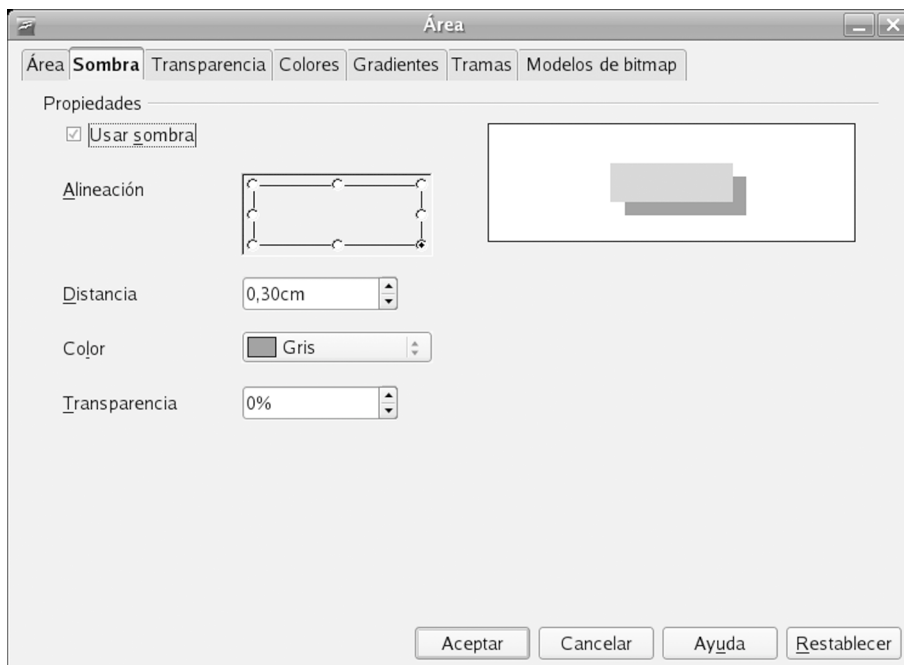 Área
Área Sombra Transparencia Colores Gradientes Tramas Modelos de bitmap
Propiedades
Usar sombra
Alineación
Distancia
0,30cm
Color
Gris
Transparencia
0%
Aceptar Cancelar Ayuda Restablecer